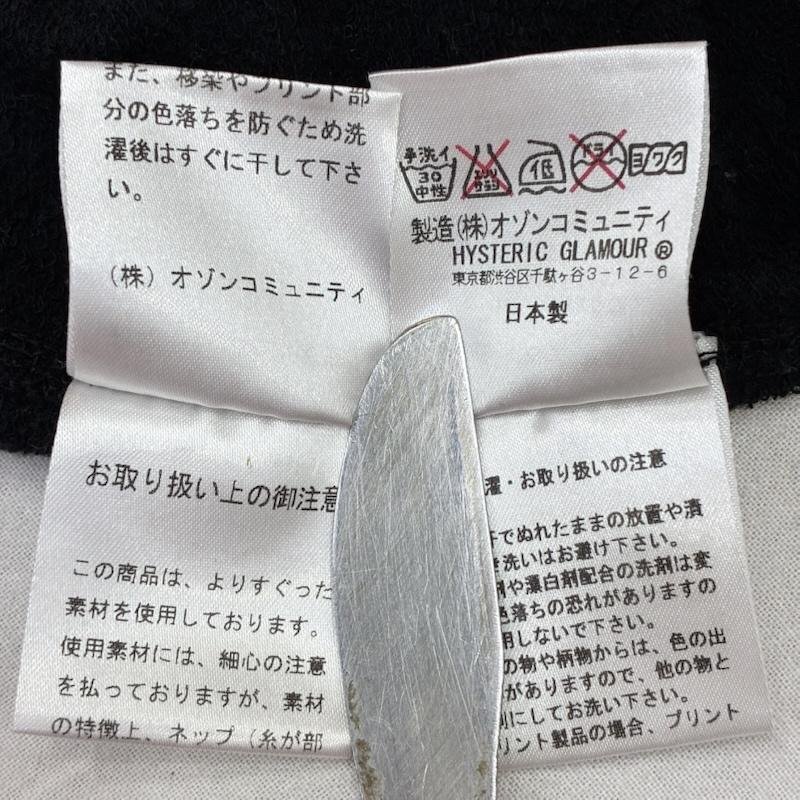 また、移染やプリント部
分の色落ちを防ぐため洗
濯後はすぐに干して下さ
い。
（株）オゾンコミュニティ
手洗イ
30
中性
エンソ
サラシ
低
ドライ
ヨワク
製造（株）オゾンコミュニティ
HYSTERIC GLAMOUR ®
東京都渋谷区千駄ヶ谷3－12－6
日本製
お取り扱い上の御注意
この商品は、よりすぐった
素材を使用しております。
使用素材には、細心の注意
を払っておりますが、素材
の特徴上、ネップ（糸が部
濯・お取り扱いの注意
でぬれたままの放置や漬
洗いはお避け下さい。
や漂白剤配合の洗剤は変
色落ちの恐れがありますの
用しないで下さい。
の物や柄物からは、色の出
がありますので、他の物と
別にしてお洗い下さい。
リント製品の場合、プリント